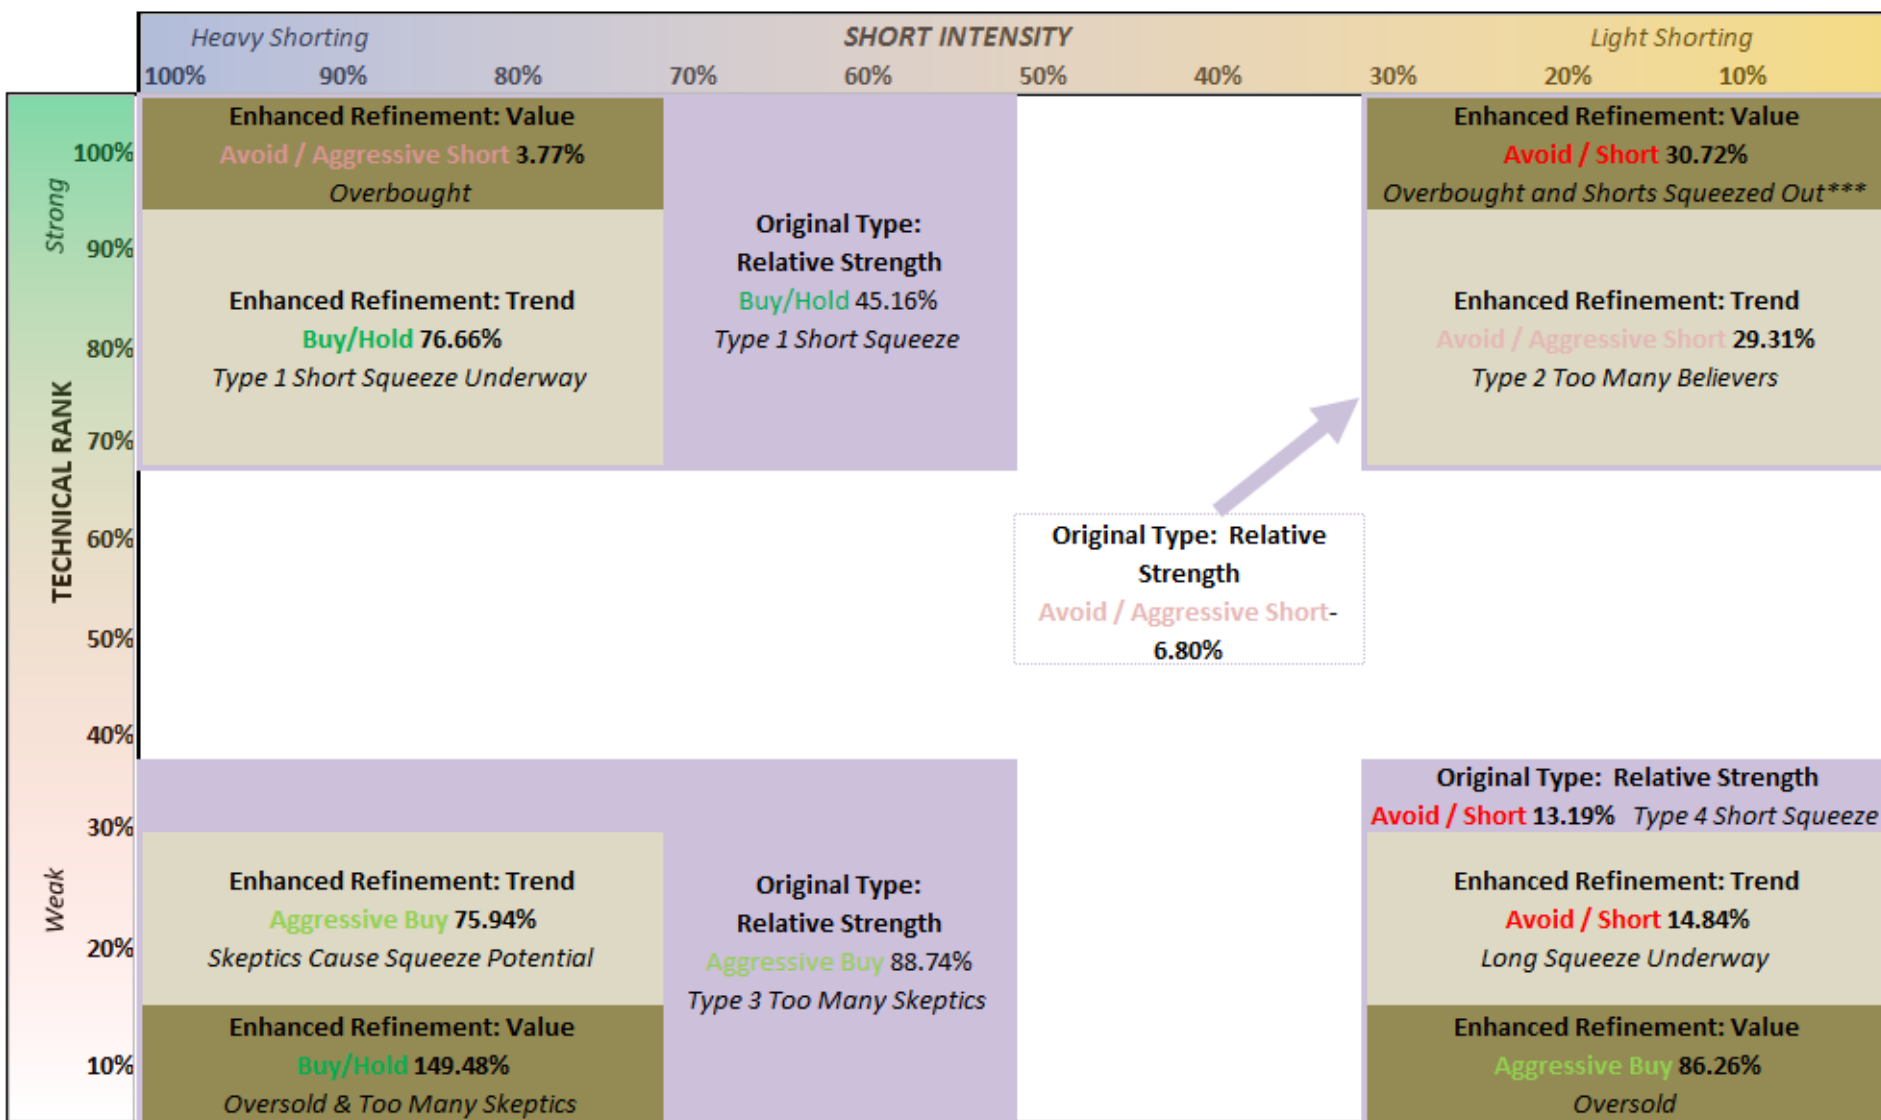 Heavy Shorting SHORT INTENSITY Light Shorting
100% 90% 80% 70% 60% 50% 40% 30% 20% 10%
TECHNICAL RANK
Strong
Weak
100%
90%
80%
70%
60%
50%
40%
30%
20%
10%
Enhanced Refinement: Value
Avoid / Aggressive Short 3.77%
Overbought
Enhanced Refinement: Trend
Buy/Hold 76.66%
Type 1 Short Squeeze Underway
Original Type:
Relative Strength
Buy/Hold 45.16%
Type 1 Short Squeeze
Enhanced Refinement: Value
Avoid / Short 30.72%
Overbought and Shorts Squeezed Out***
Enhanced Refinement: Trend
Avoid / Aggressive Short 29.31%
Type 2 Too Many Believers
Original Type: Relative
Strength
Avoid / Aggressive Short-
6.80%
Enhanced Refinement: Trend
Aggressive Buy 75.94%
Skeptics Cause Squeeze Potential
Enhanced Refinement: Value
Buy/Hold 149.48%
Oversold & Too Many Skeptics
Original Type:
Relative Strength
Aggressive Buy 88.74%
Type 3 Too Many Skeptics
Original Type: Relative Strength
Avoid / Short 13.19% Type 4 Short Squeeze
Enhanced Refinement: Trend
Avoid / Short 14.84%
Long Squeeze Underway
Enhanced Refinement: Value
Aggressive Buy 86.26%
Oversold